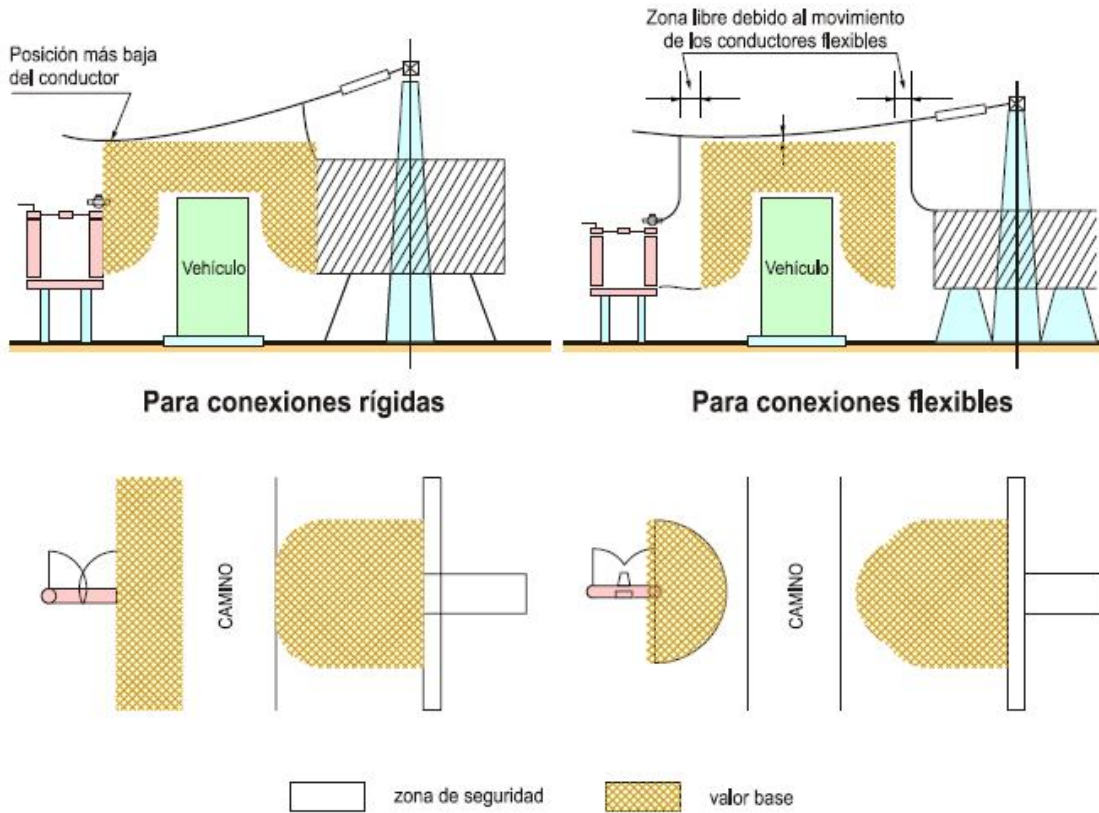 Posición más baja
del conductor
Zona libre debido al movimiento
de los conductores flexibles
Vehículo
Vehículo
Para conexiones rígidas
Para conexiones flexibles
CAMINO
CAMINO
zona de seguridad
valor base